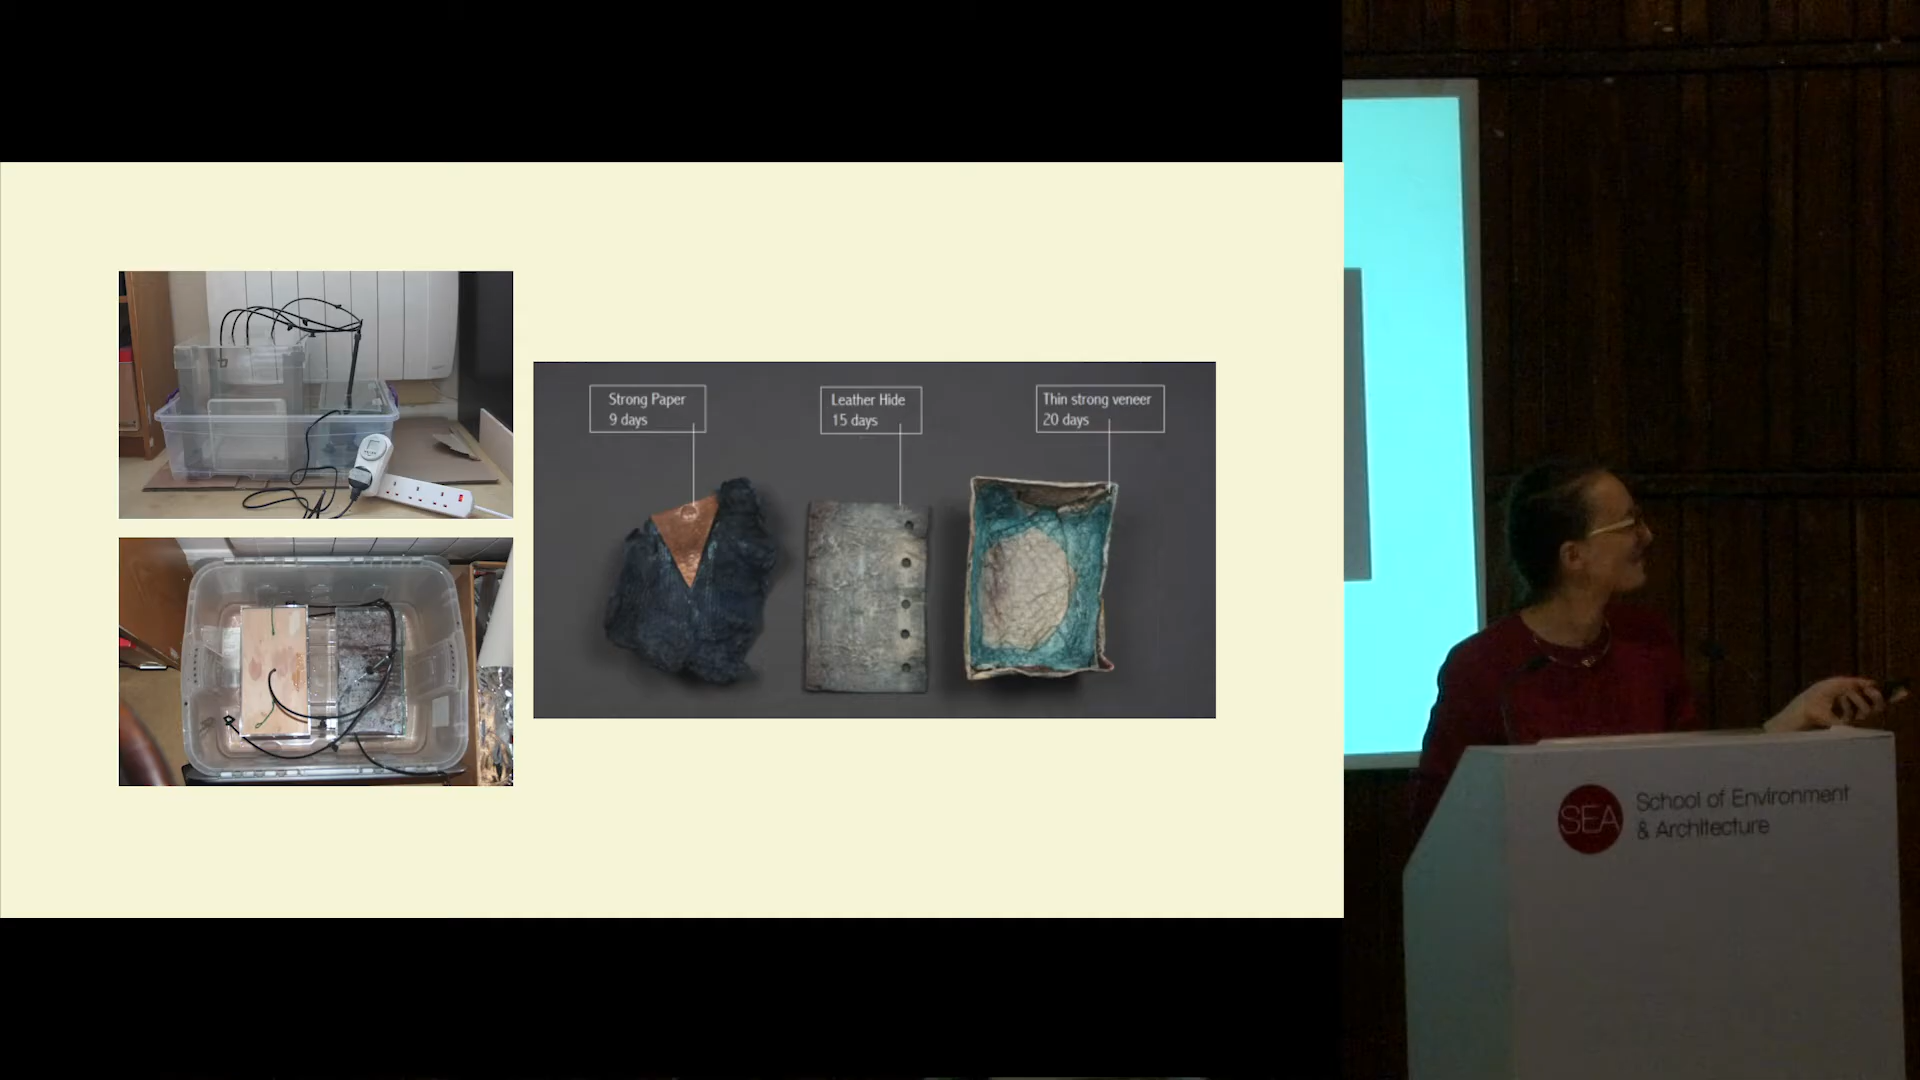 Strong Paper
9 days
Leather Hide
15 days
Thin strong veneer
20 days
SEA
School of Environment
& Architecture